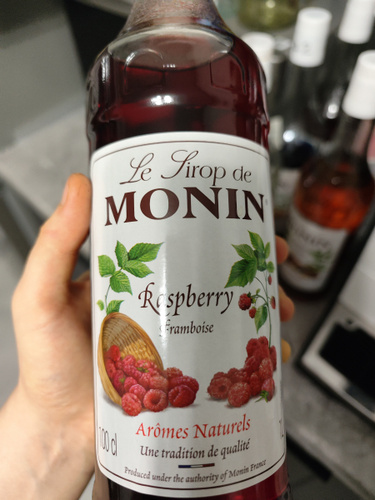 Le Sirop de
MONIN
Raspberry
Framboise
Arômes Naturels
100 cl
Une tradition de qualité
Produced under the authority of Monin France